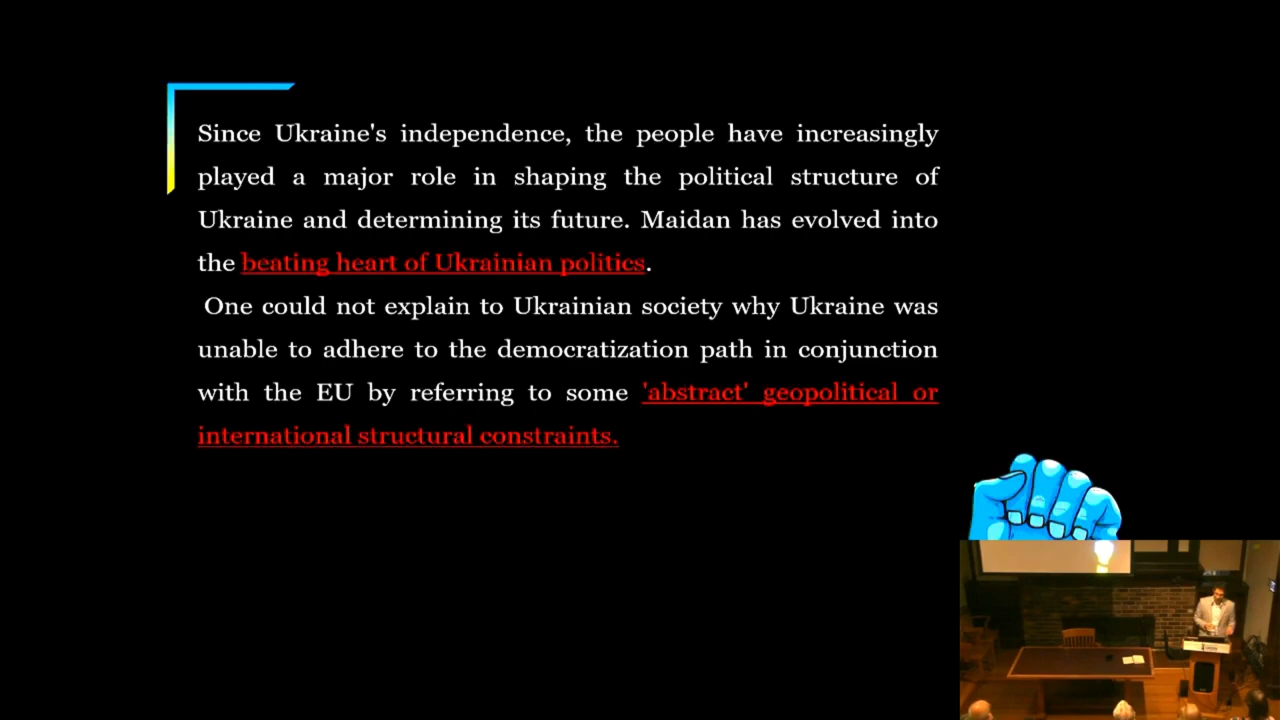 Since Ukraine's independence, the people have increasingly
played a major role in shaping the political structure of
Ukraine and determining its future. Maidan has evolved into
the beating heart of Ukrainian politics.
One could not explain to Ukrainian society why Ukraine was
unable to adhere to the democratization path in conjunction
with the EU by referring to some 'abstract' geopolitical or
international structural constraints.